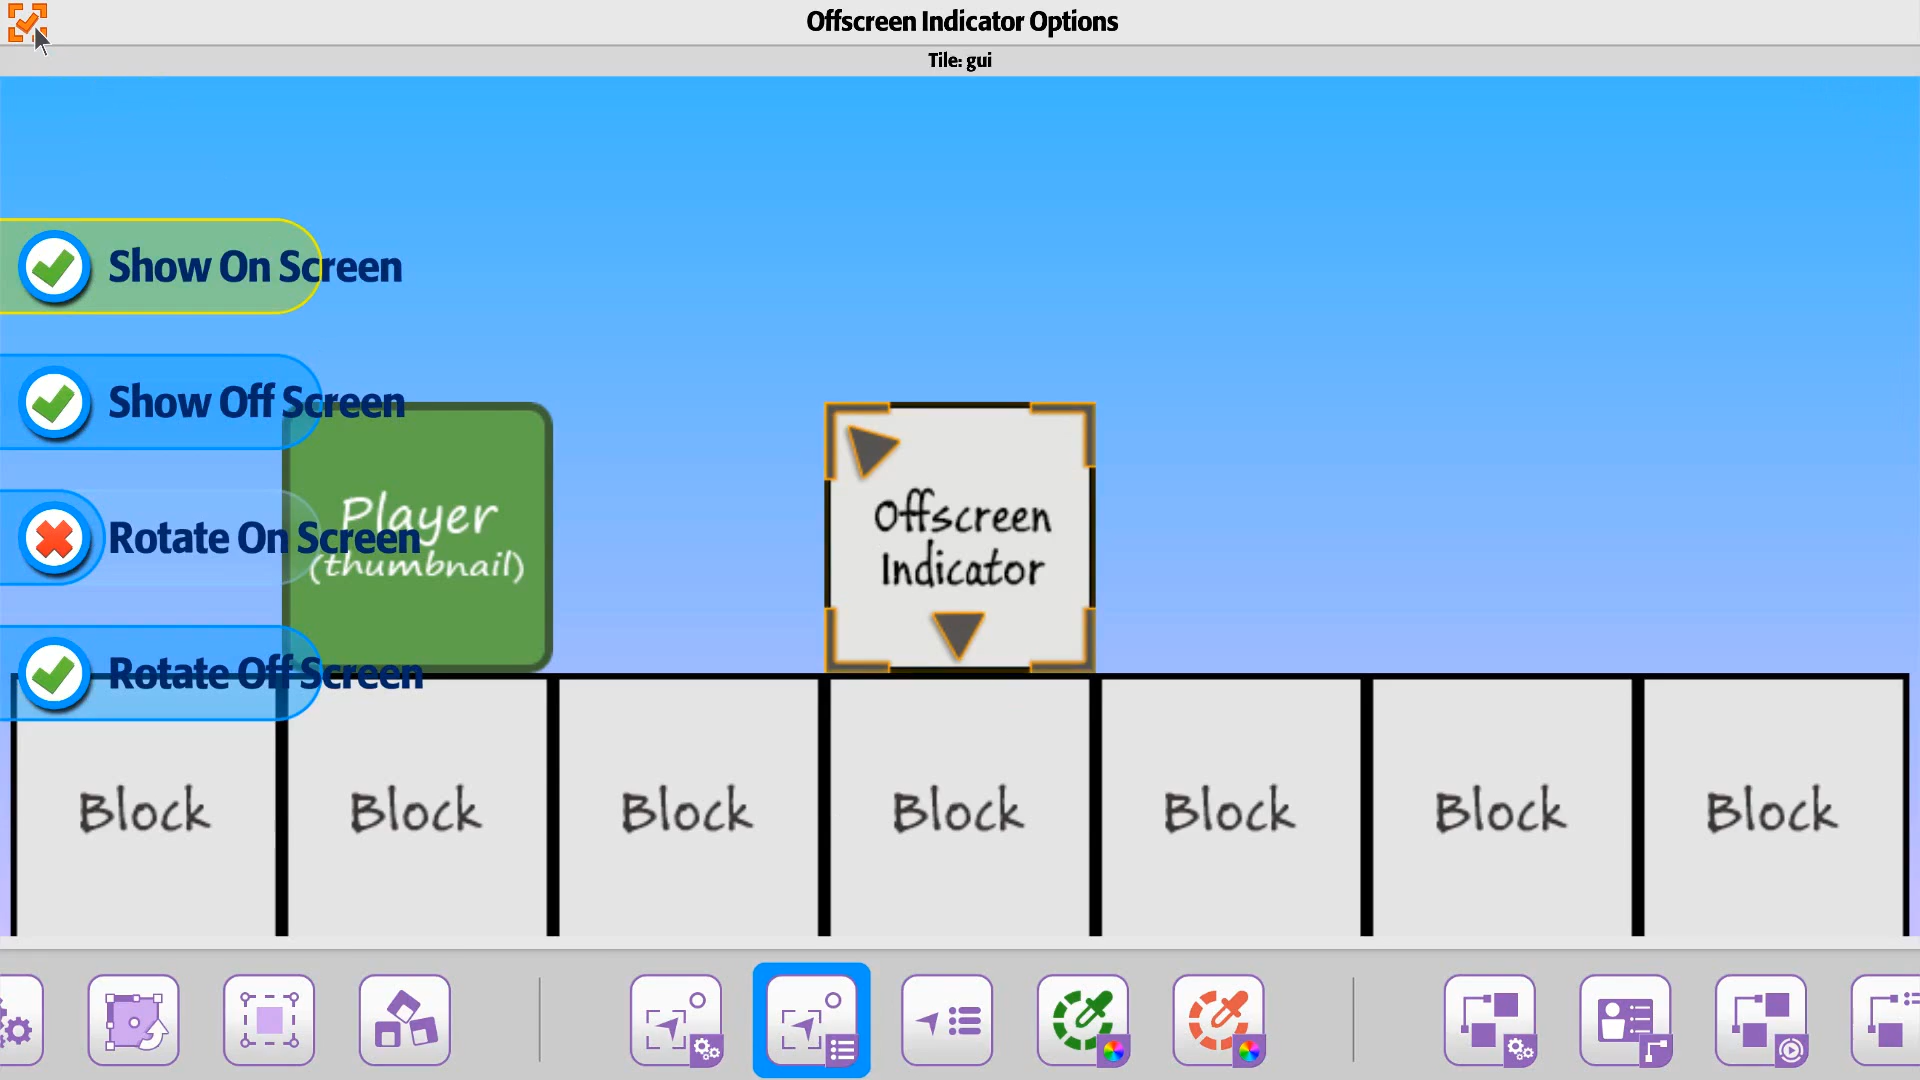 Offscreen Indicator Options
Tile: gui
Show On Screen
Show Off Screen
Player
(thumbnail)
Rotate On Screen
Rotate Off Screen
Offscreen
Indicator
Block
Block
Block
Block
Block
Block
Block